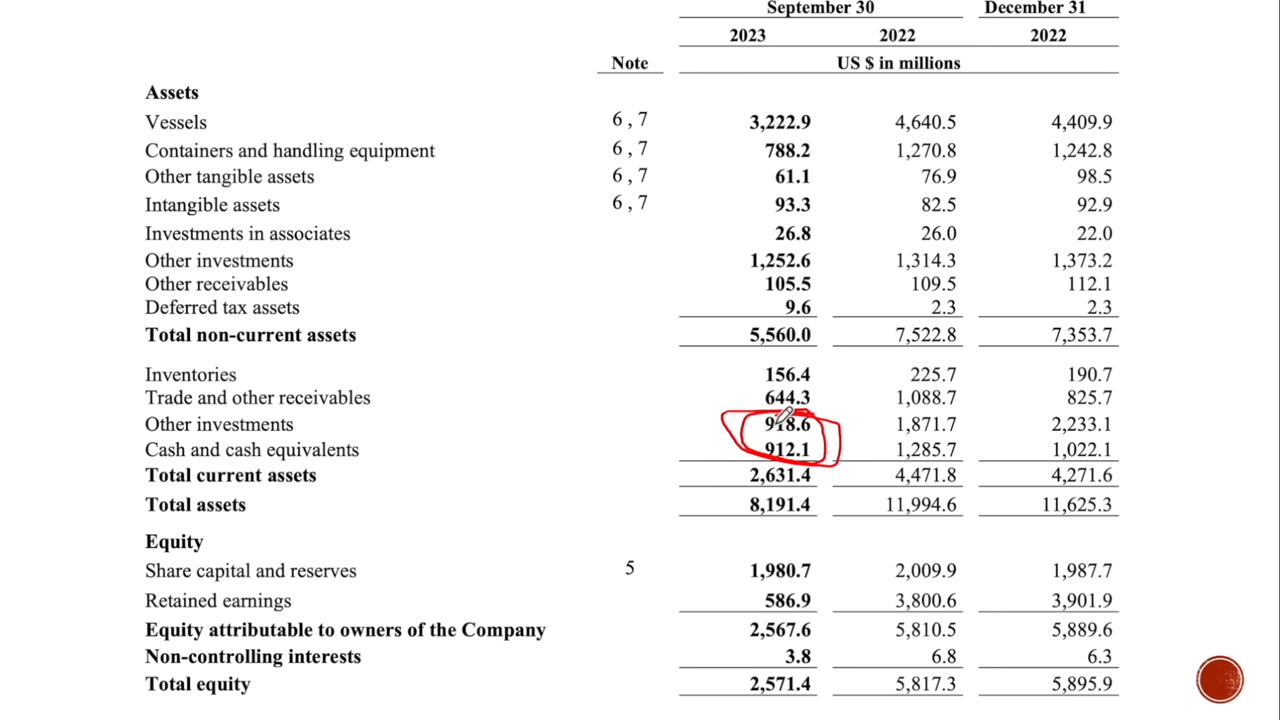 September 30 December 31
2023 2022 2022
Note US $ in millions
Assets
Vessels 6 , 7 3,222.9 4,640.5 4,409.9
Containers and handling equipment 6 , 7 788.2 1,270.8 1,242.8
Other tangible assets 6 , 7 61.1 76.9 98.5
Intangible assets 6 , 7 93.3 82.5 92.9
Investments in associates 26.8 26.0 22.0
Other investments 1,252.6 1,314.3 1,373.2
Other receivables 105.5 109.5 112.1
Deferred tax assets 9.6 2.3 2.3
Total non-current assets 5,560.0 7,522.8 7,353.7
Inventories 156.4 225.7 190.7
Trade and other receivables 644.3 1,088.7 825.7
Other investments 918.6 1,871.7 2,233.1
Cash and cash equivalents 912.1 1,285.7 1,022.1
Total current assets 2,631.4 4,471.8 4,271.6
Total assets 8,191.4 11,994.6 11,625.3
Equity
Share capital and reserves 5 1,980.7 2,009.9 1,987.7
Retained earnings 586.9 3,800.6 3,901.9
Equity attributable to owners of the Company 2,567.6 5,810.5 5,889.6
Non-controlling interests 3.8 6.8 6.3
Total equity 2,571.4 5,817.3 5,895.9